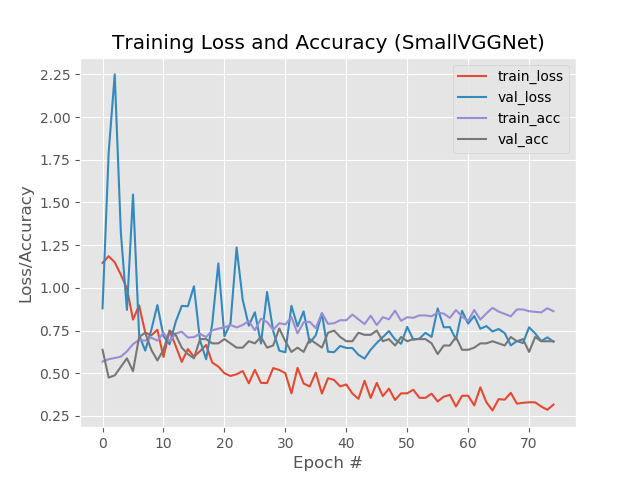 Training Loss and Accuracy (SmallVGGNet)
train_loss
val_loss
train_acc
val_acc
2.25
2.00
1.75
1.50
1.25
1.00
0.75
0.50
0.25
Loss/Accuracy
0 10 20 30 40 50 60 70
Epoch #